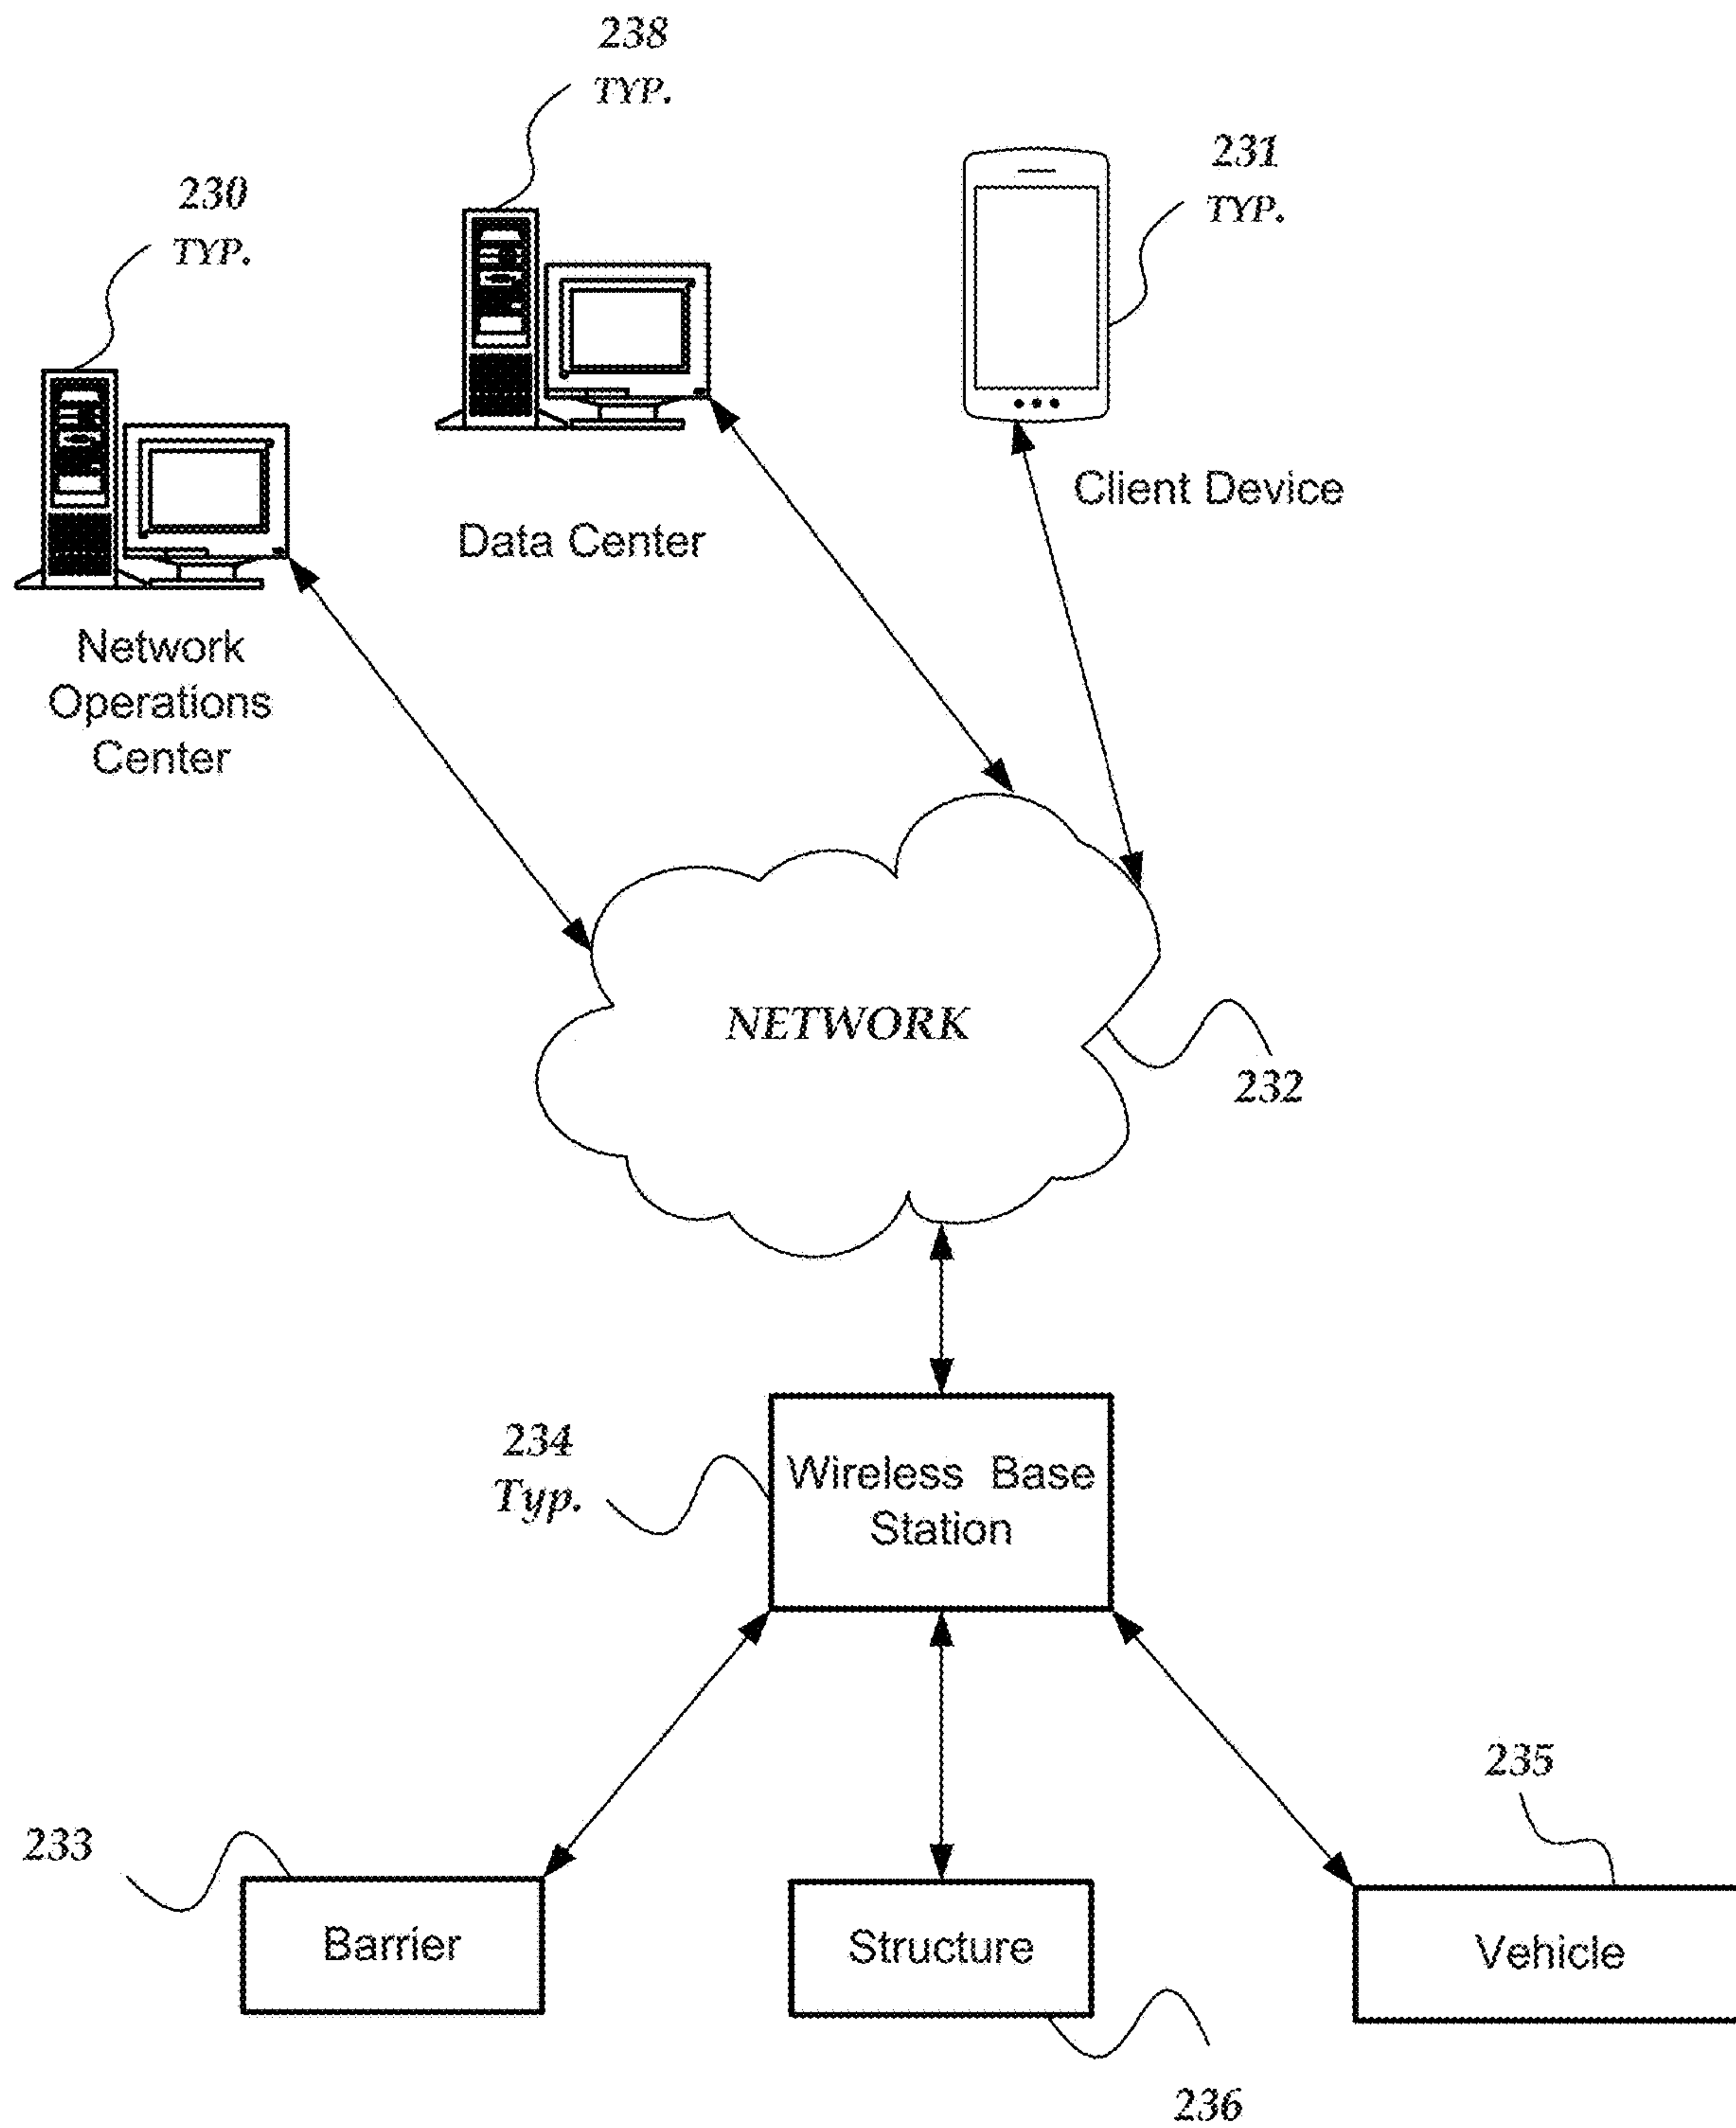 238
TYP.
231
TYP.
230
TYP.
Client Device
Data Center
Network
Operations
Center
NETWORK
232
234
Typ.
Wireless Base
Station
235
233
Barrier
Structure
Vehicle
236